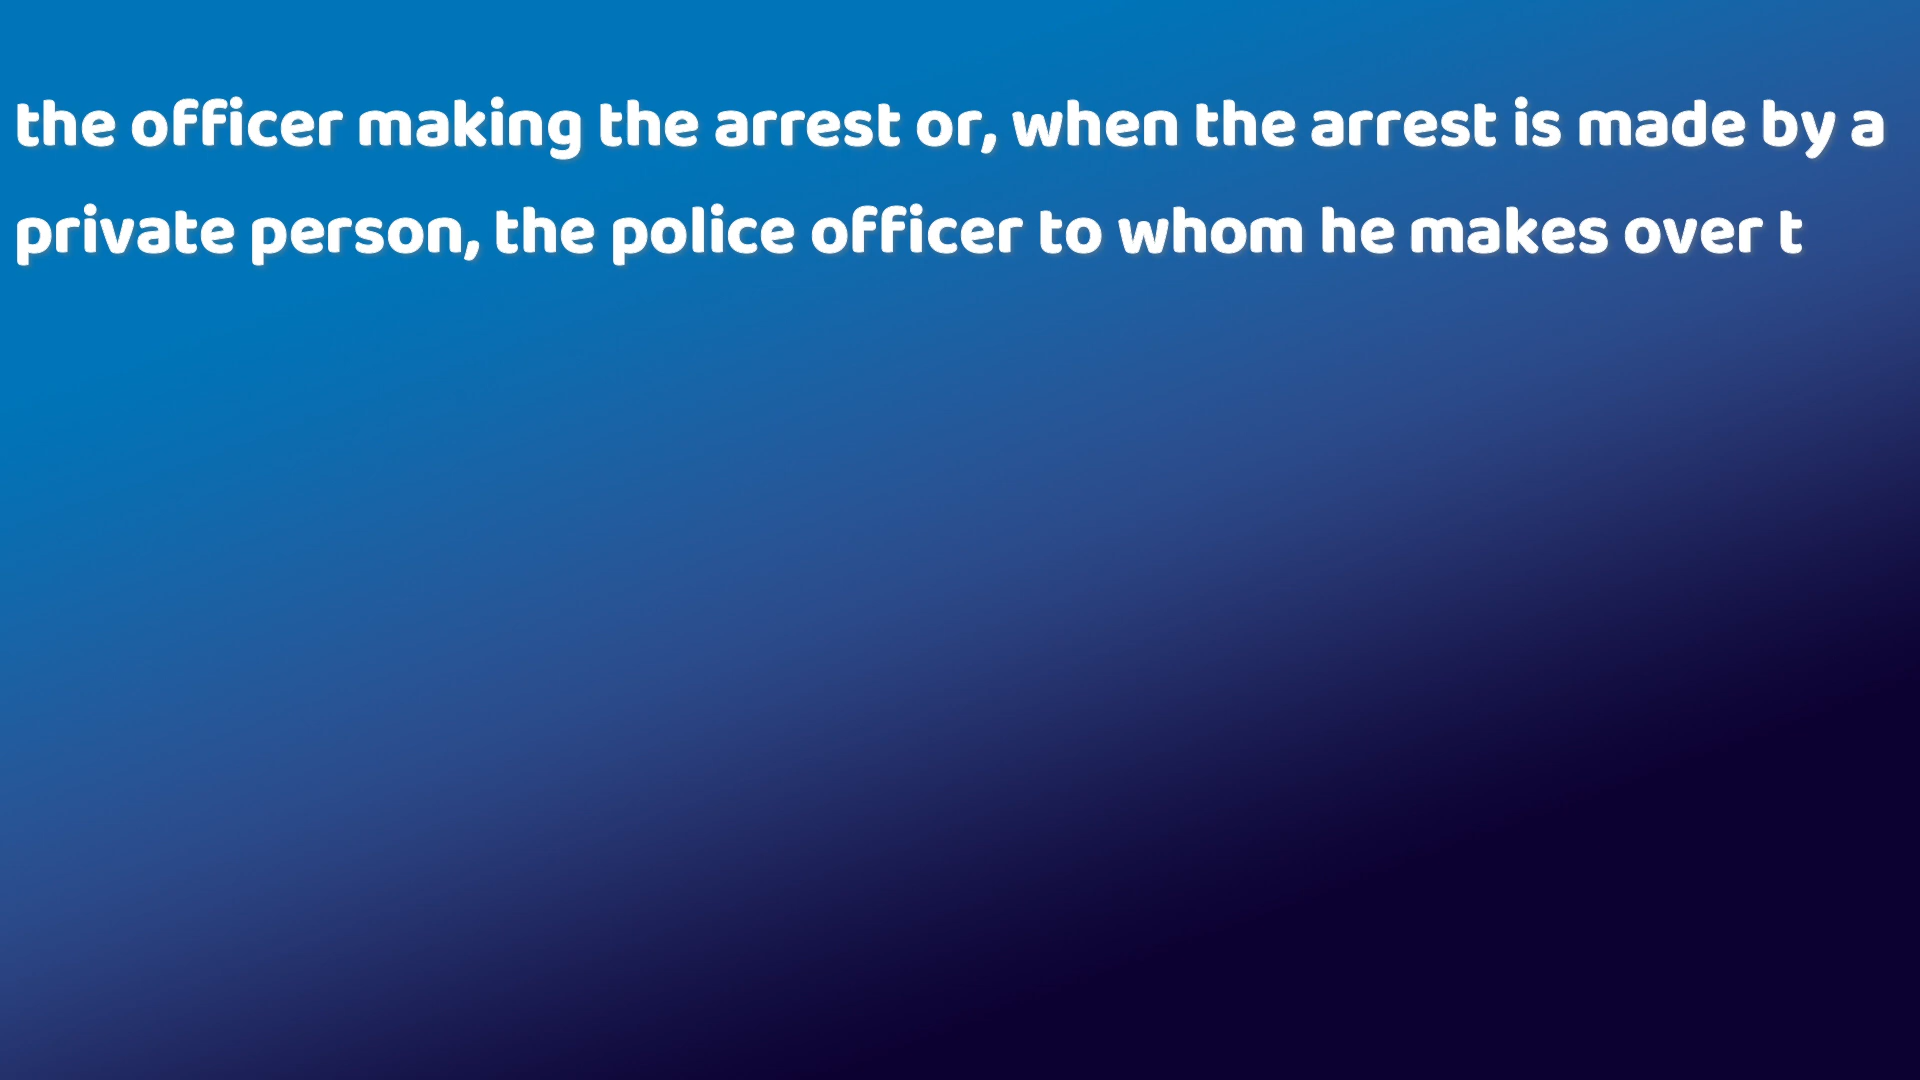 the officer making the arrest or, when the arrest is made by a
private person, the police officer to whom he makes over t